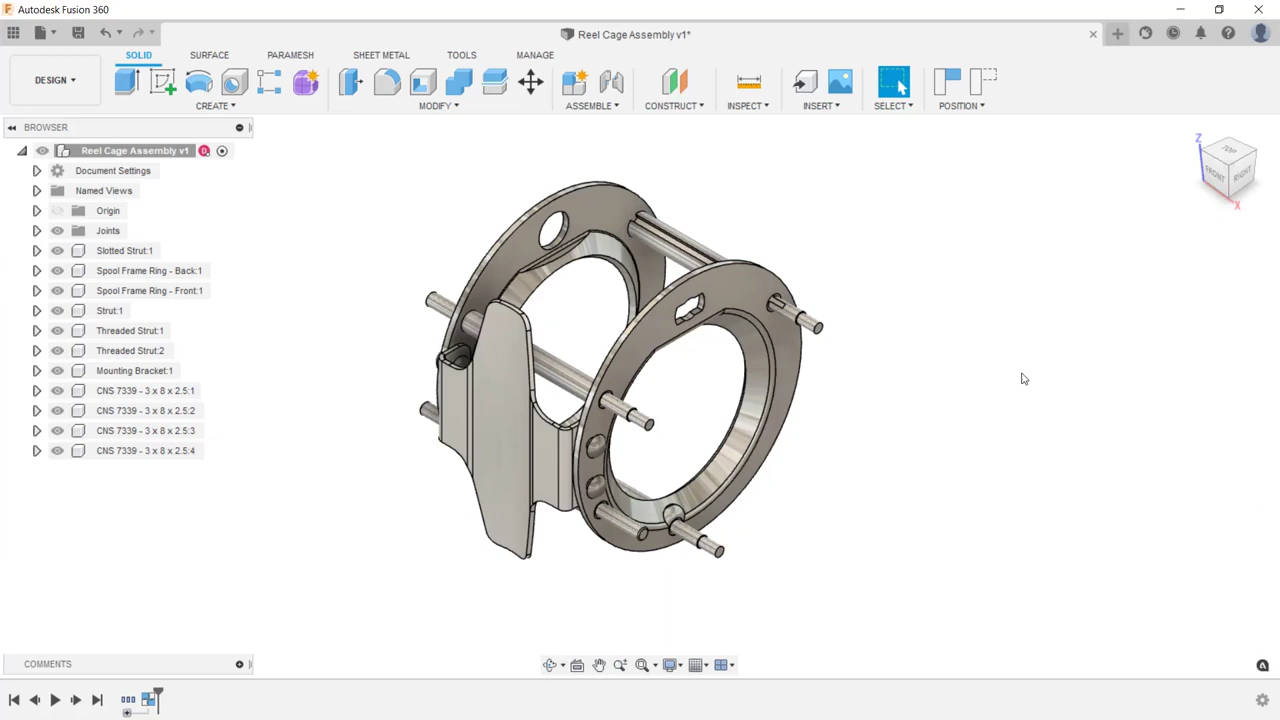 Autodesk Fusion 360
Reel Cage Assembly v1*
SOLID SURFACE PARAMESH SHEET METAL TOOLS MANAGE
DESIGN
CREATE MODIFY ASSEMBLE CONSTRUCT INSPECT INSERT SELECT POSITION
BROWSER
Reel Cage Assembly v1
Document Settings
Named Views
Origin
Joints
Slotted Strut:1
Spool Frame Ring - Back:1
Spool Frame Ring - Front:1
Strut:1
Threaded Strut:1
Threaded Strut:2
Mounting Bracket:1
CNS 7339 - 3 x 8 x 2.5:1
CNS 7339 - 3 x 8 x 2.5:2
CNS 7339 - 3 x 8 x 2.5:3
CNS 7339 - 3 x 8 x 2.5:4
Z
TOP
FRONT RIGHT
X
COMMENTS